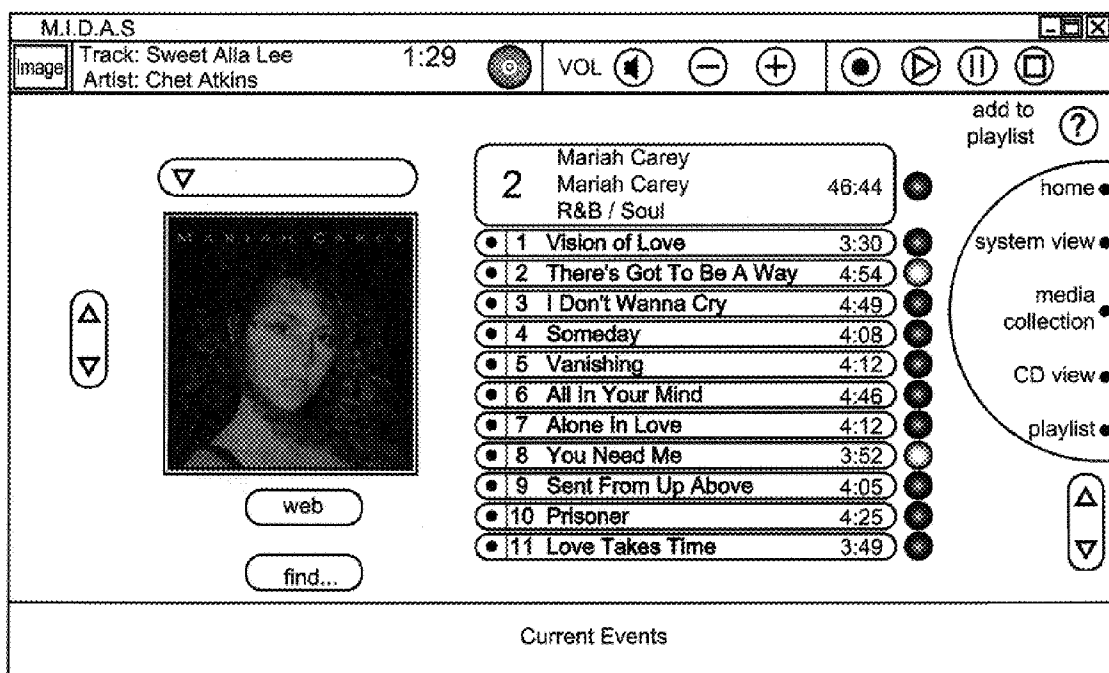 M.I.D.A.S
Image
Track: Sweet Alla Lee
1:29
Artist: Chet Atkins
VOL
add to
playlist
?
2
Mariah Carey
Mariah Carey
R&B / Soul
46:44
MARIAH CAREY
1 Vision of Love 3:30
2 There's Got To Be A Way 4:54
3 I Don't Wanna Cry 4:49
4 Someday 4:08
5 Vanishing 4:12
6 All In Your Mind 4:46
7 Alone In Love 4:12
8 You Need Me 3:52
9 Sent From Up Above 4:05
10 Prisoner 4:25
11 Love Takes Time 3:49
home
system view
media
collection
CD view
playlist
web
find...
Current Events